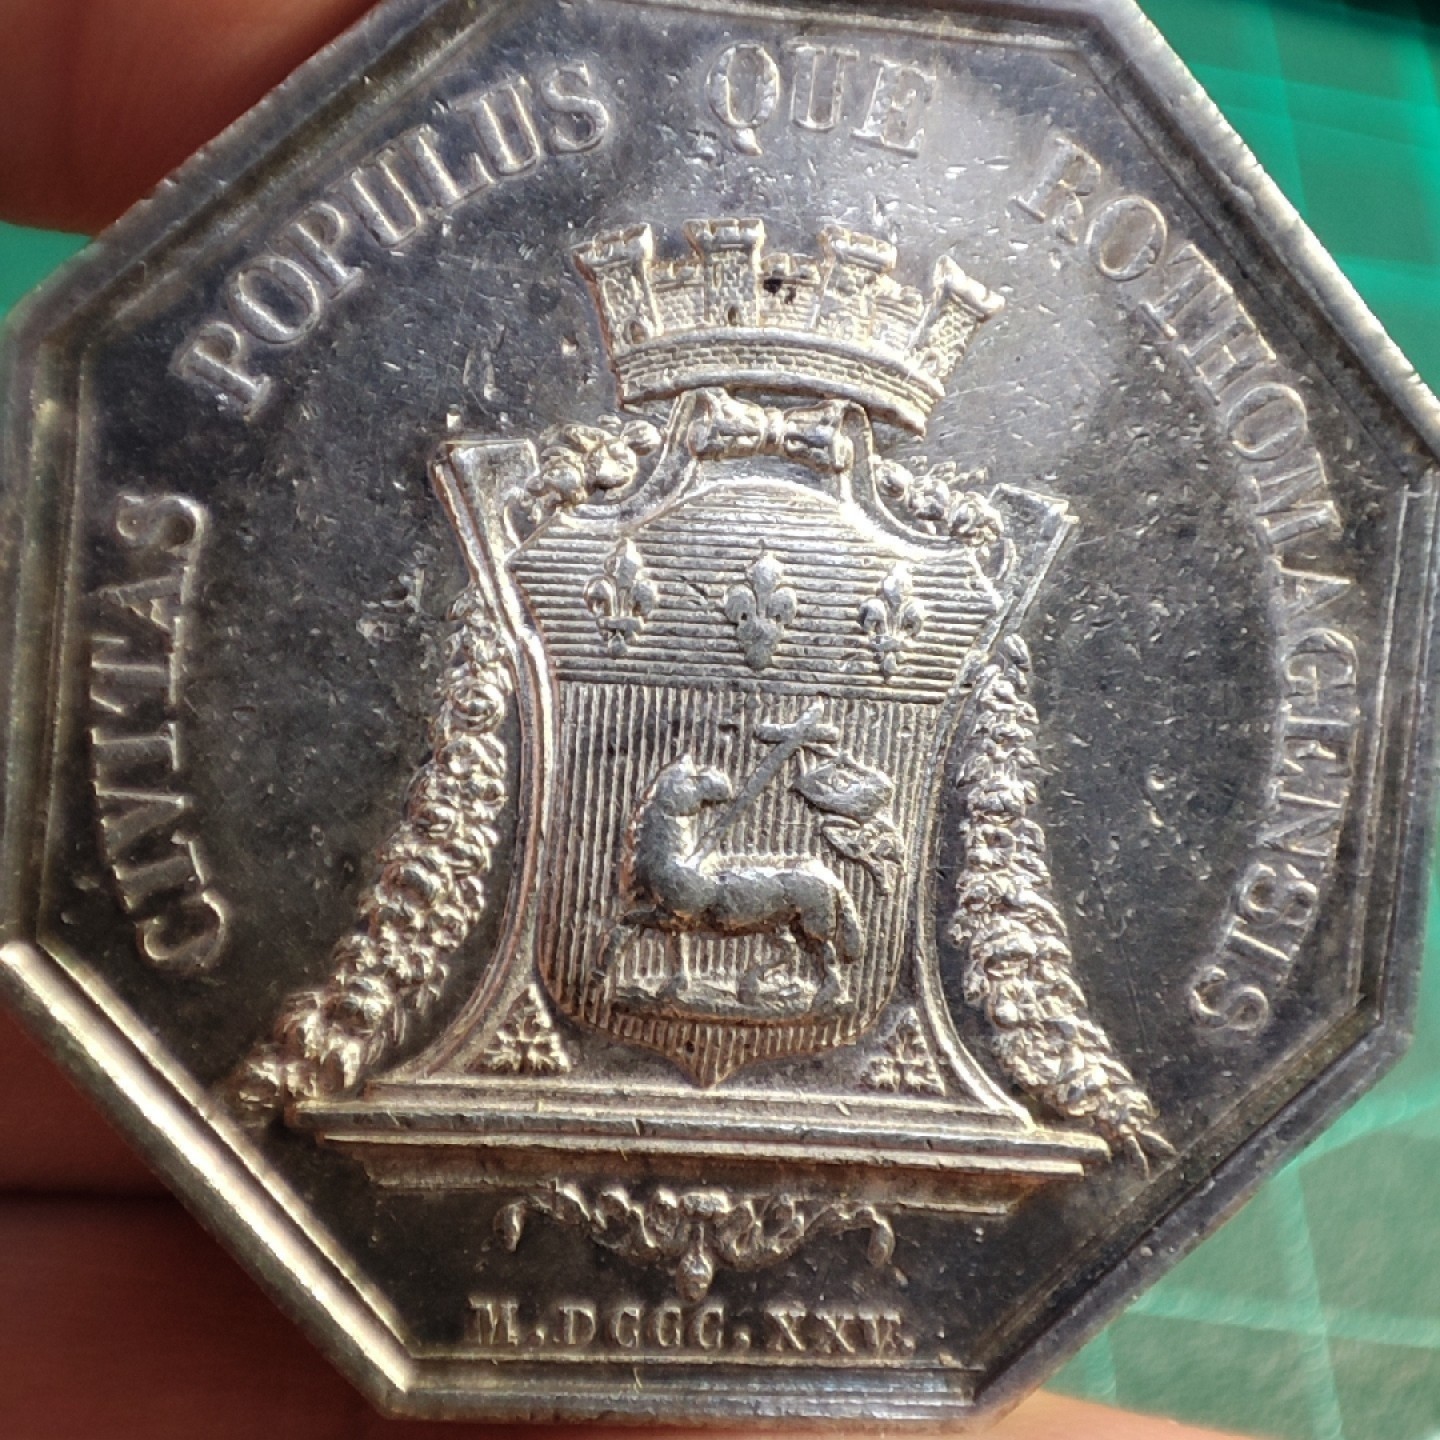 CIVITAS POPULUS QUE ROTHOMAGENSIS
M.DCCC.XXV.